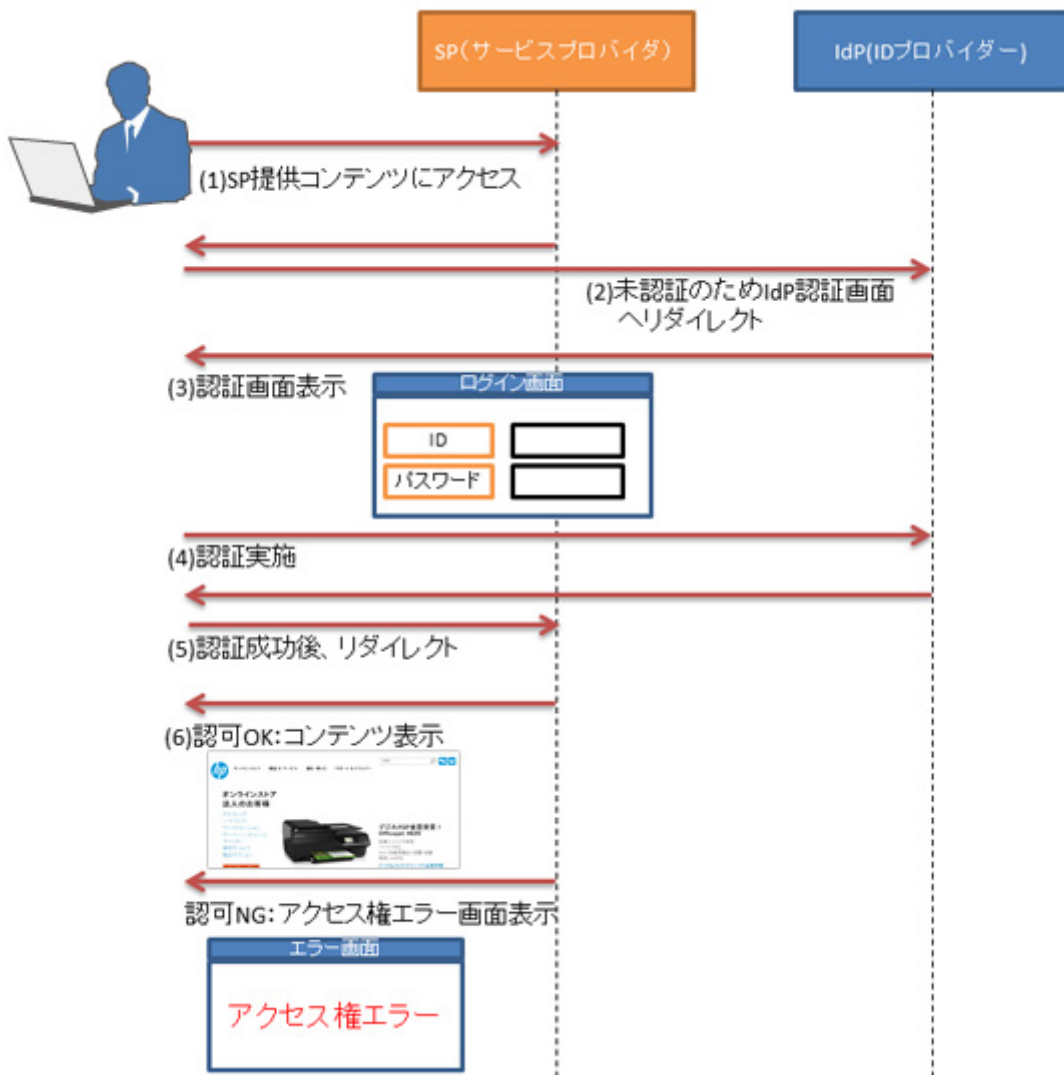 SP(サービスプロバイダ)
IdP(IDプロバイダー)
(1)SP提供コンテンツにアクセス
(2)未認証のためIdP認証画面
へリダイレクト
(3)認証画面表示
ログイン画面
ID
パスワード
(4)認証実施
(5)認証成功後、リダイレクト
(6)認可OK:コンテンツ表示
hp
オンラインストア
法人のお客様
認可NG:アクセス権エラー画面表示
エラー画面
アクセス権エラー